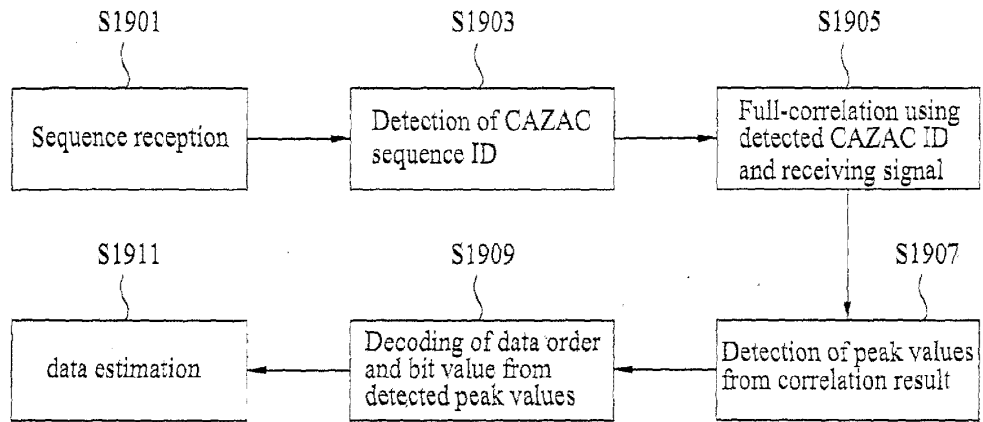 S1901
S1903
S1905
Sequence reception
Detection of CAZAC
sequence ID
Full-correlation using
detected CAZAC ID
and receiving signal
S1911
S1909
S1907
data estimation
Decoding of data order
and bit value from
detected peak values
Detection of peak values
from correlation result